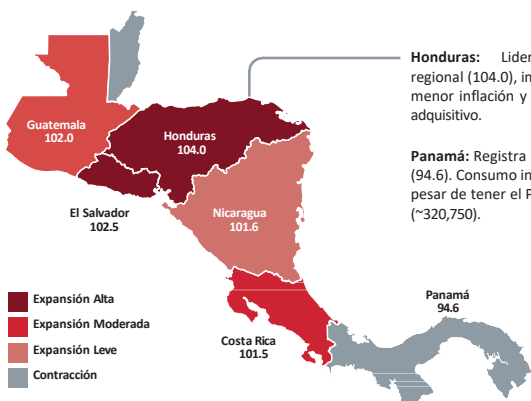 Honduras: Lider
regional (104.0), in
menor inflación y
adquisitivo.
Panamá: Registra
(94.6). Consumo in
pesar de tener el P
(~320,750).
Guatemala
102.0
Honduras
104.0
El Salvador
102.5
Nicaragua
101.6
Costa Rica
101.5
Panamá
94.6
Expansión Alta
Expansión Moderada
Expansión Leve
Contracción